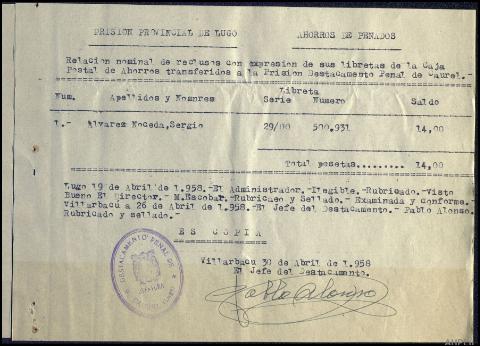 PRISION PROVINCIAL DE LUGO AHORROS DE PENADOS
Relación nominal de reclusos con expresion de sus libretas de la Caja
Postal de Ahorros transferidos a la Prision Destacamento Penal de Caurel.-
Libreta
Num. Apellidos y Nombres Serie Numero Saldo
1.- Alvarez Noceda,Sergio 29/00 500.931 14,00
Total pesetas......... 14,00
Lugo 19 de Abril de 1.958.-El Administrador.-Ilegible.-Rubricado.-Visto
Bueno El Director.- M.Escobar.-Rubricado y Sellado.- Examinada y conforme.-
Villarbacu a 26 de Abril de 1.958.-El Jefe del Destacamento.- Pablo Alonso.
Rubricado y sellado.-
ES COPIA
Villarbacu 30 de Abril de 1.958
El Jefe del Destacamento.
Pablo Alonso
DESTACAMENTO PENAL DE
JEFATURA